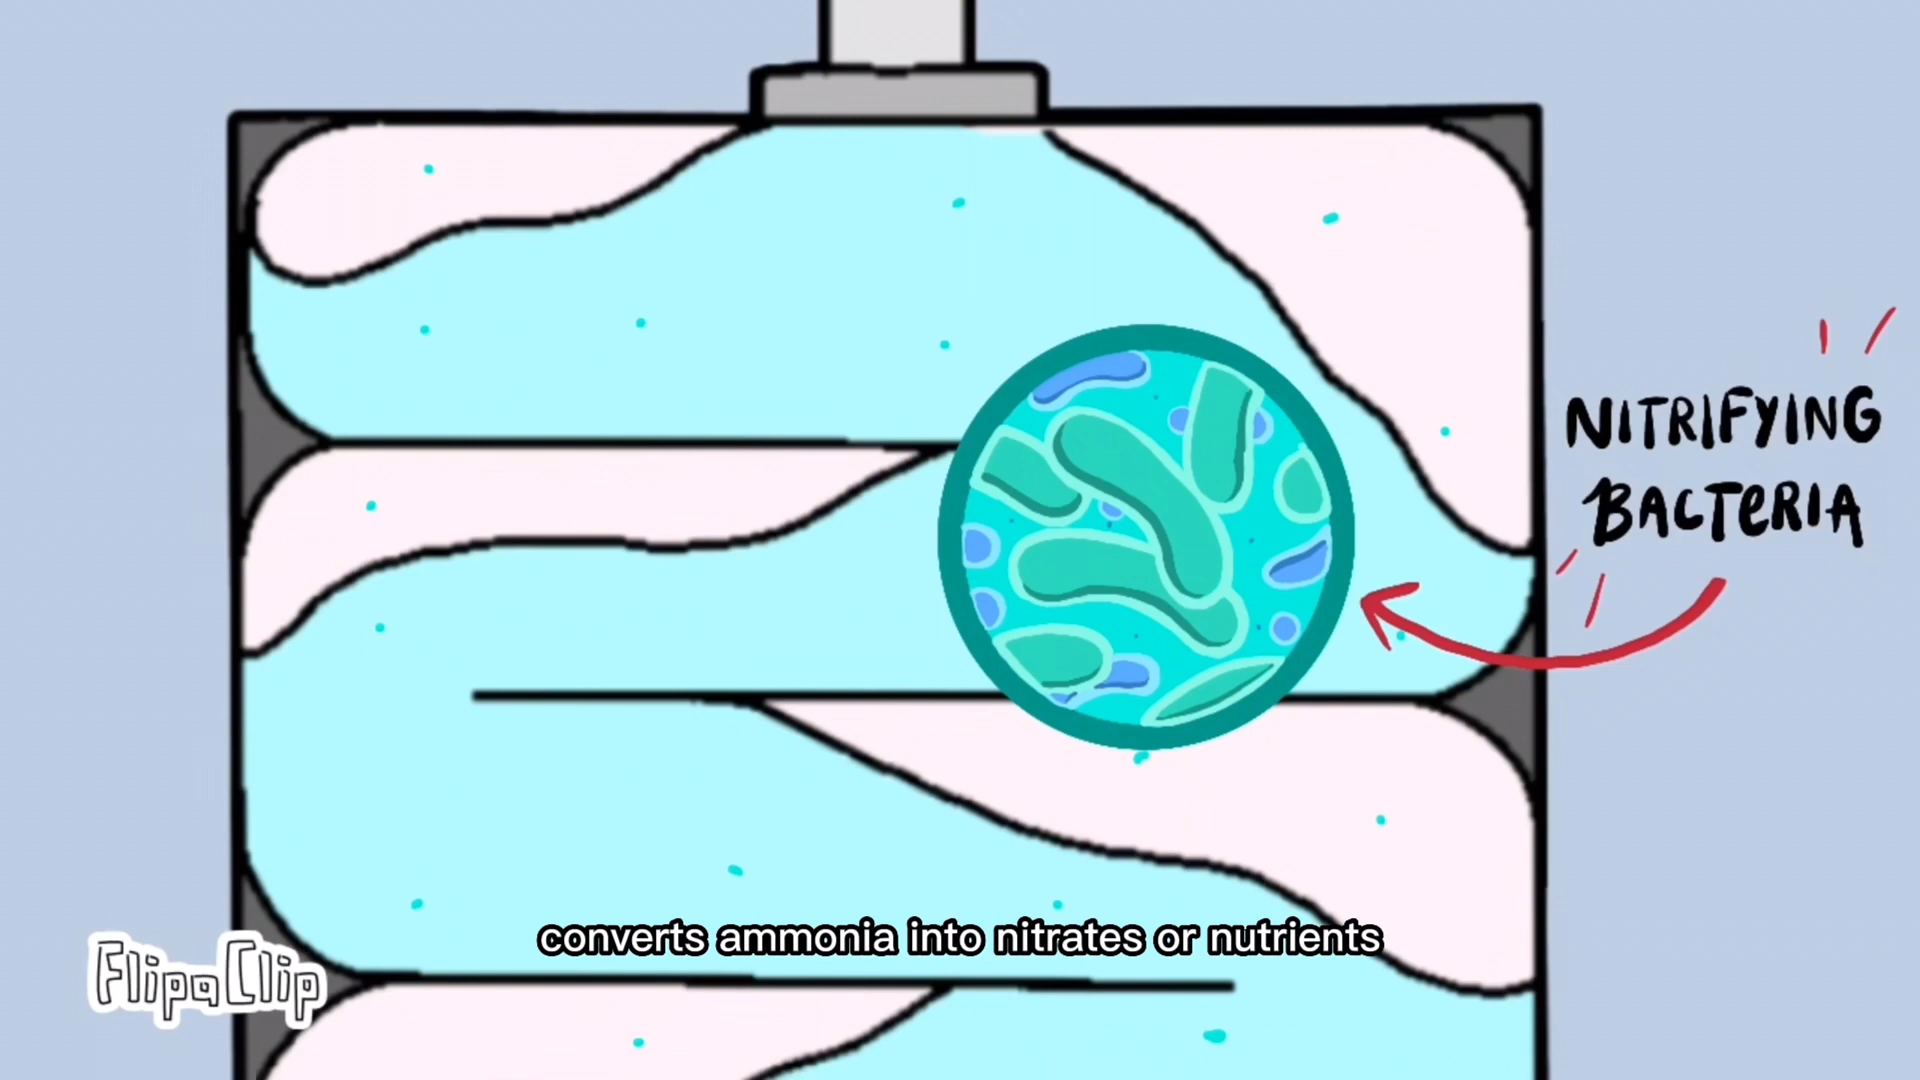 NITRIFYING
BACTERIA
converts ammonia into nitrates or nutrients
FlipaClip